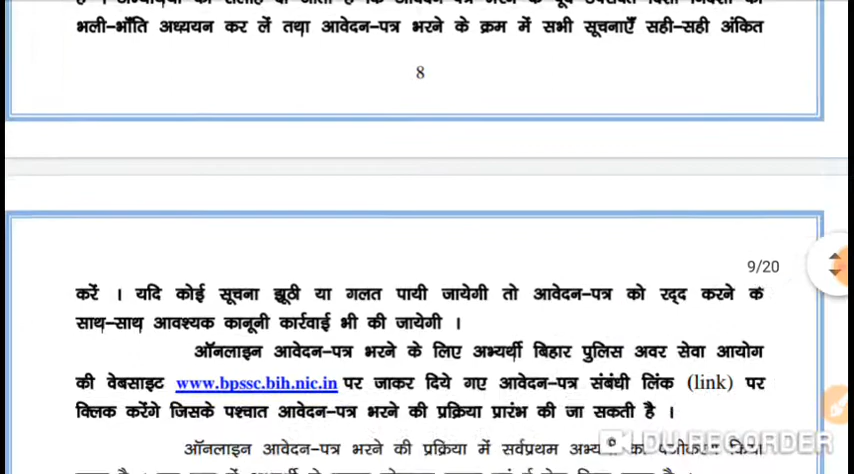 भली–भाँति अध्ययन कर लें तथा आवेदन–पत्र भरने के क्रम में सभी सूचनाएँ सही–सही अंकित
8
9/20
करें । यदि कोई सूचना झूठी या गलत पायी जायेगी तो आवेदन–पत्र को रद्द करने के
साथ–साथ आवश्यक कानूनी कार्रवाई भी की जायेगी ।
ऑनलाइन आवेदन–पत्र भरने के लिए अभ्यर्थी बिहार पुलिस अवर सेवा आयोग
की वेबसाइट www.bpssc.bih.nic.in पर जाकर दिये गए आवेदन–पत्र संबंधी लिंक (link) पर
क्लिक करेंगे जिसके पश्चात आवेदन–पत्र भरने की प्रक्रिया प्रारंभ की जा सकती है ।
ऑनलाइन आवेदन–पत्र भरने की प्रक्रिया में सर्वप्रथम किया
DU RECORDER